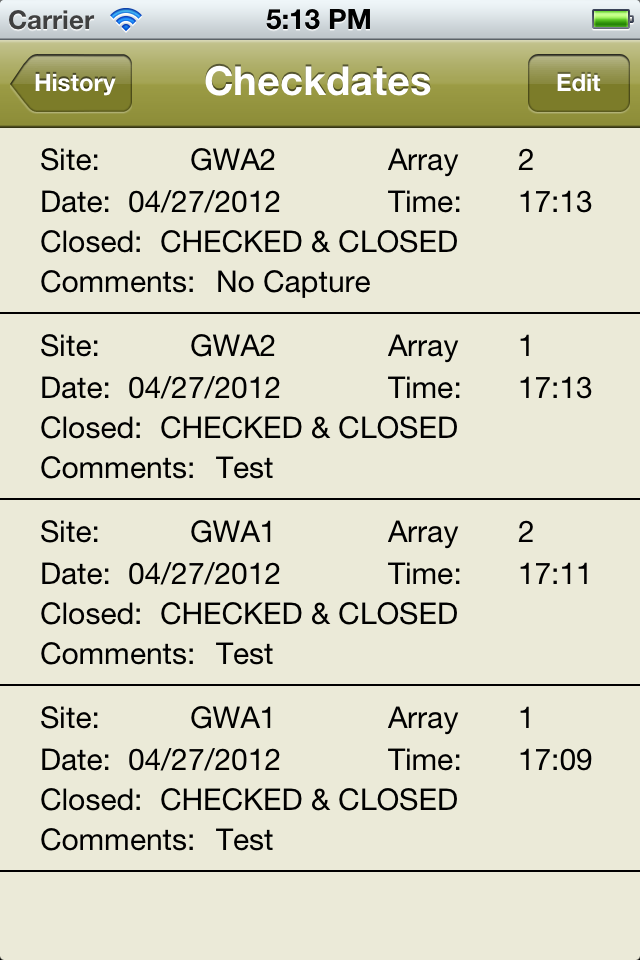 Carrier 5:13 PM
History Checkdates Edit
Site: GWA2 Array 2
Date: 04/27/2012 Time: 17:13
Closed: CHECKED & CLOSED
Comments: No Capture
Site: GWA2 Array 1
Date: 04/27/2012 Time: 17:13
Closed: CHECKED & CLOSED
Comments: Test
Site: GWA1 Array 2
Date: 04/27/2012 Time: 17:11
Closed: CHECKED & CLOSED
Comments: Test
Site: GWA1 Array 1
Date: 04/27/2012 Time: 17:09
Closed: CHECKED & CLOSED
Comments: Test